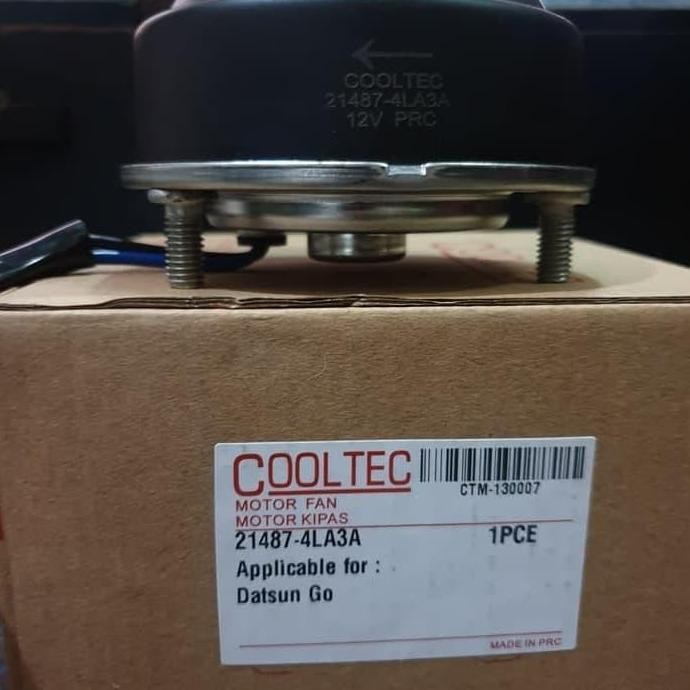 COOLTEC
21487-4LA3A
12V PRC
COOLTEC
CTM-130007
MOTOR FAN
MOTOR KIPAS
21487-4LA3A 1PCE
Applicable for :
Datsun Go
MADE IN PRC